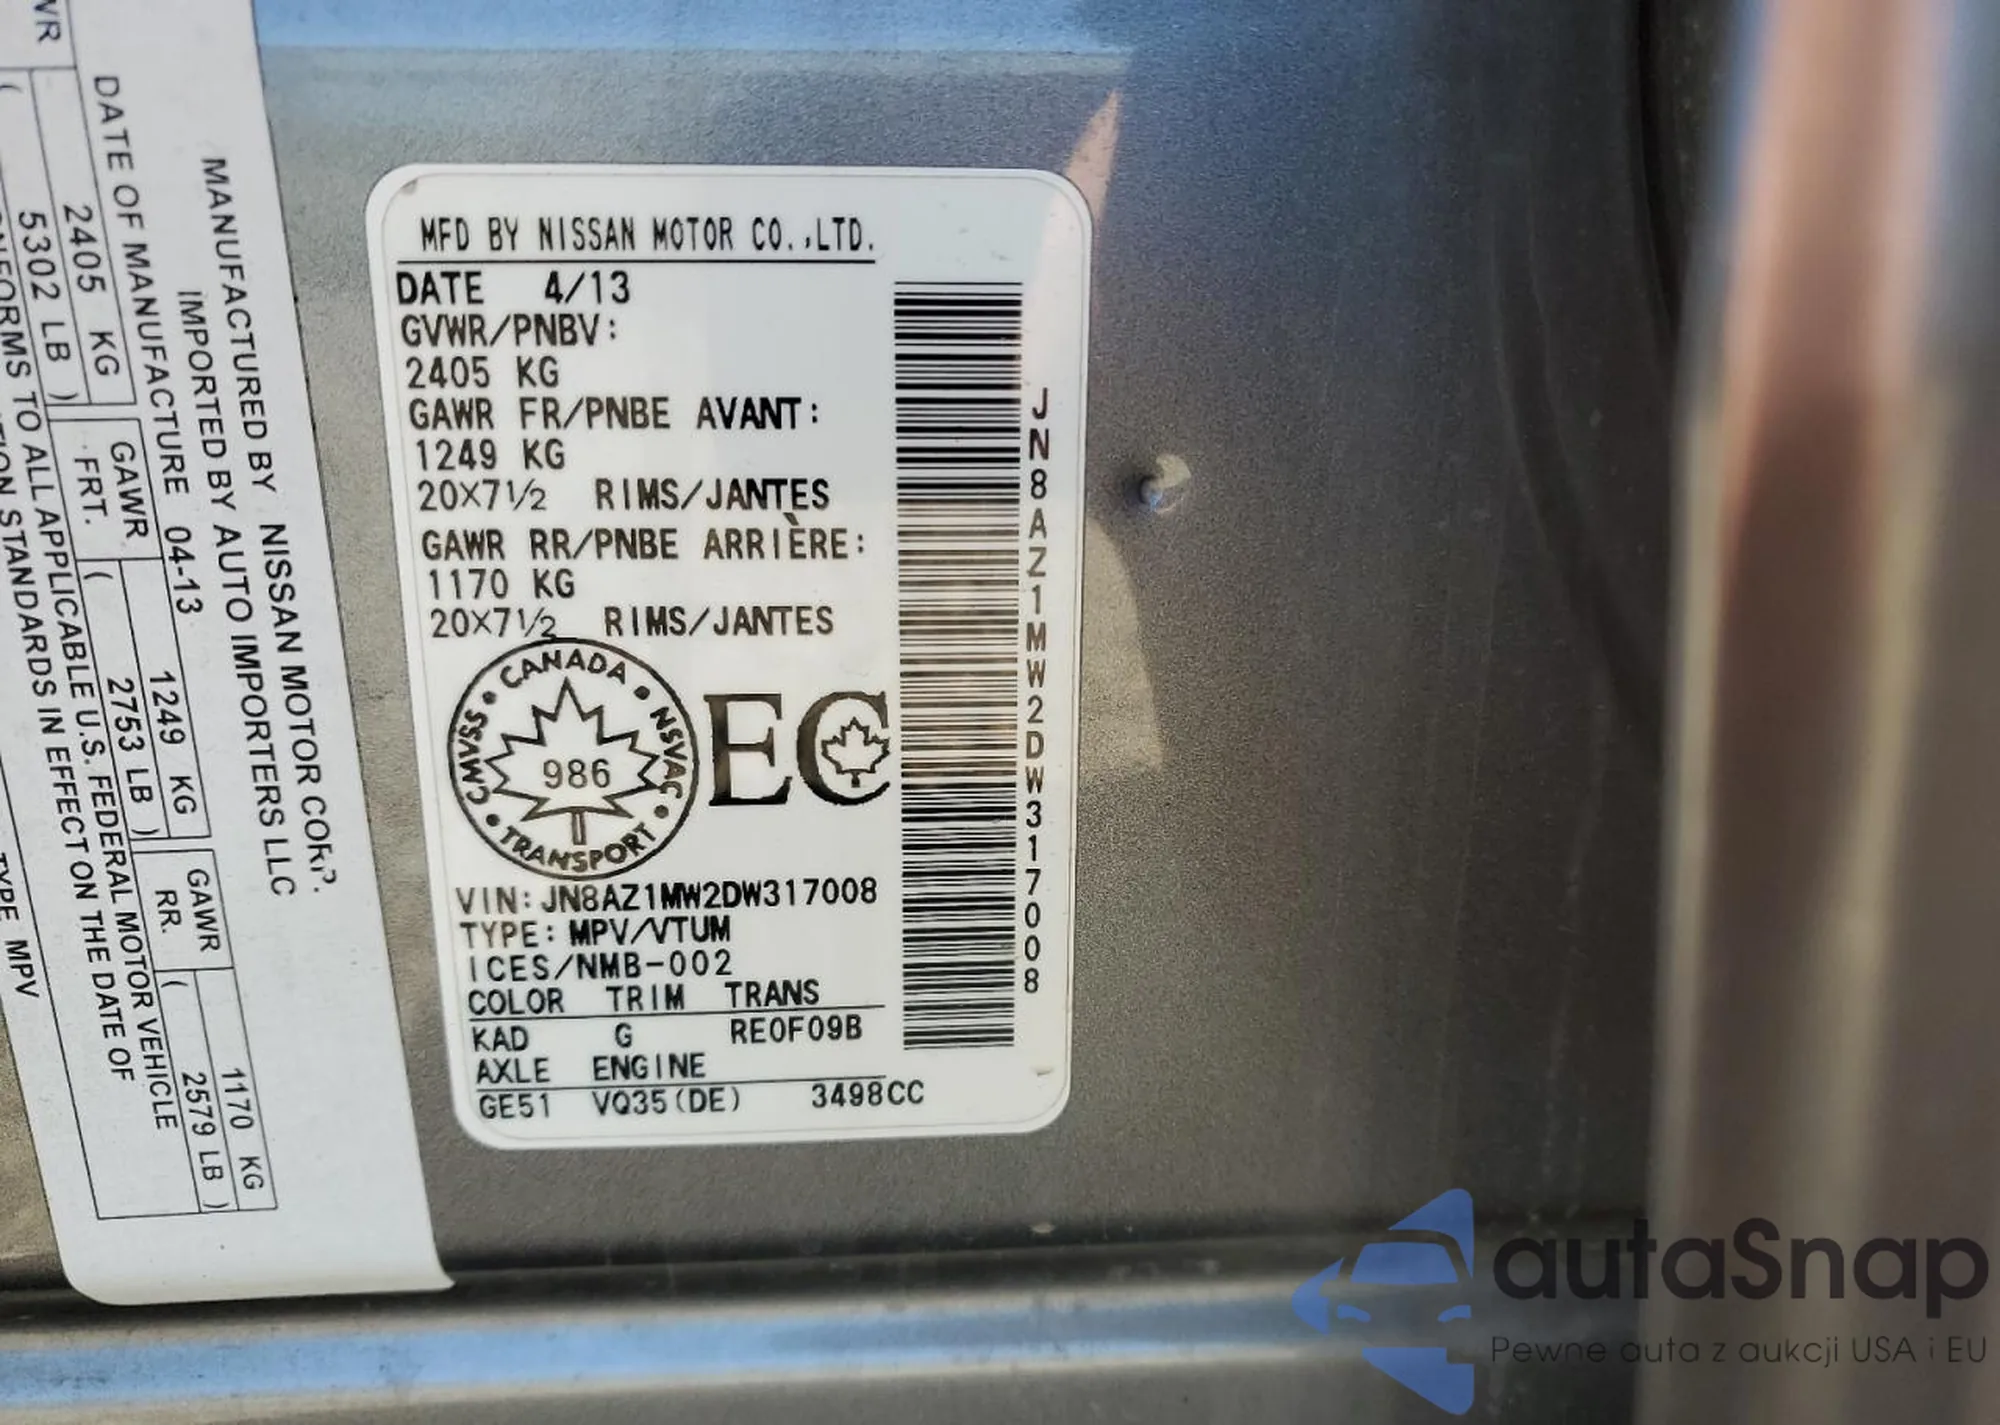 MFD BY NISSAN MOTOR CO.,LTD.
DATE 4/13
GVWR/PNBV:
2405 KG
GAWR FR/PNBE AVANT:
1249 KG
20X7½ RIMS/JANTES
GAWR RR/PNBE ARRIÈRE:
1170 KG
20X7½ RIMS/JANTES
CANADA • NSVAC • TRANSPORT • CMVSS •
986
EC
VIN: JN8AZ1MW2DW317008
TYPE: MPV/VTUM
ICES/NMB-002
COLOR TRIM TRANS
KAD G RE0F09B
AXLE ENGINE
GE51 VQ35(DE) 3498CC
JN8AZ1MW2DW317008
MANUFACTURED BY NISSAN MOTOR CORP.
IMPORTED BY AUTO IMPORTERS LLC
DATE OF MANUFACTURE 04-13
2405 KG GAWR 1249 KG GAWR 1170 KG
( 5302 LB ) FRT. ( 2753 LB ) RR. ( 2579 LB )
TO ALL APPLICABLE U.S. FEDERAL MOTOR VEHICLE
STANDARDS IN EFFECT ON THE DATE OF
TYPE MPV
autaSnap
Pewne auta z aukcji USA i EU